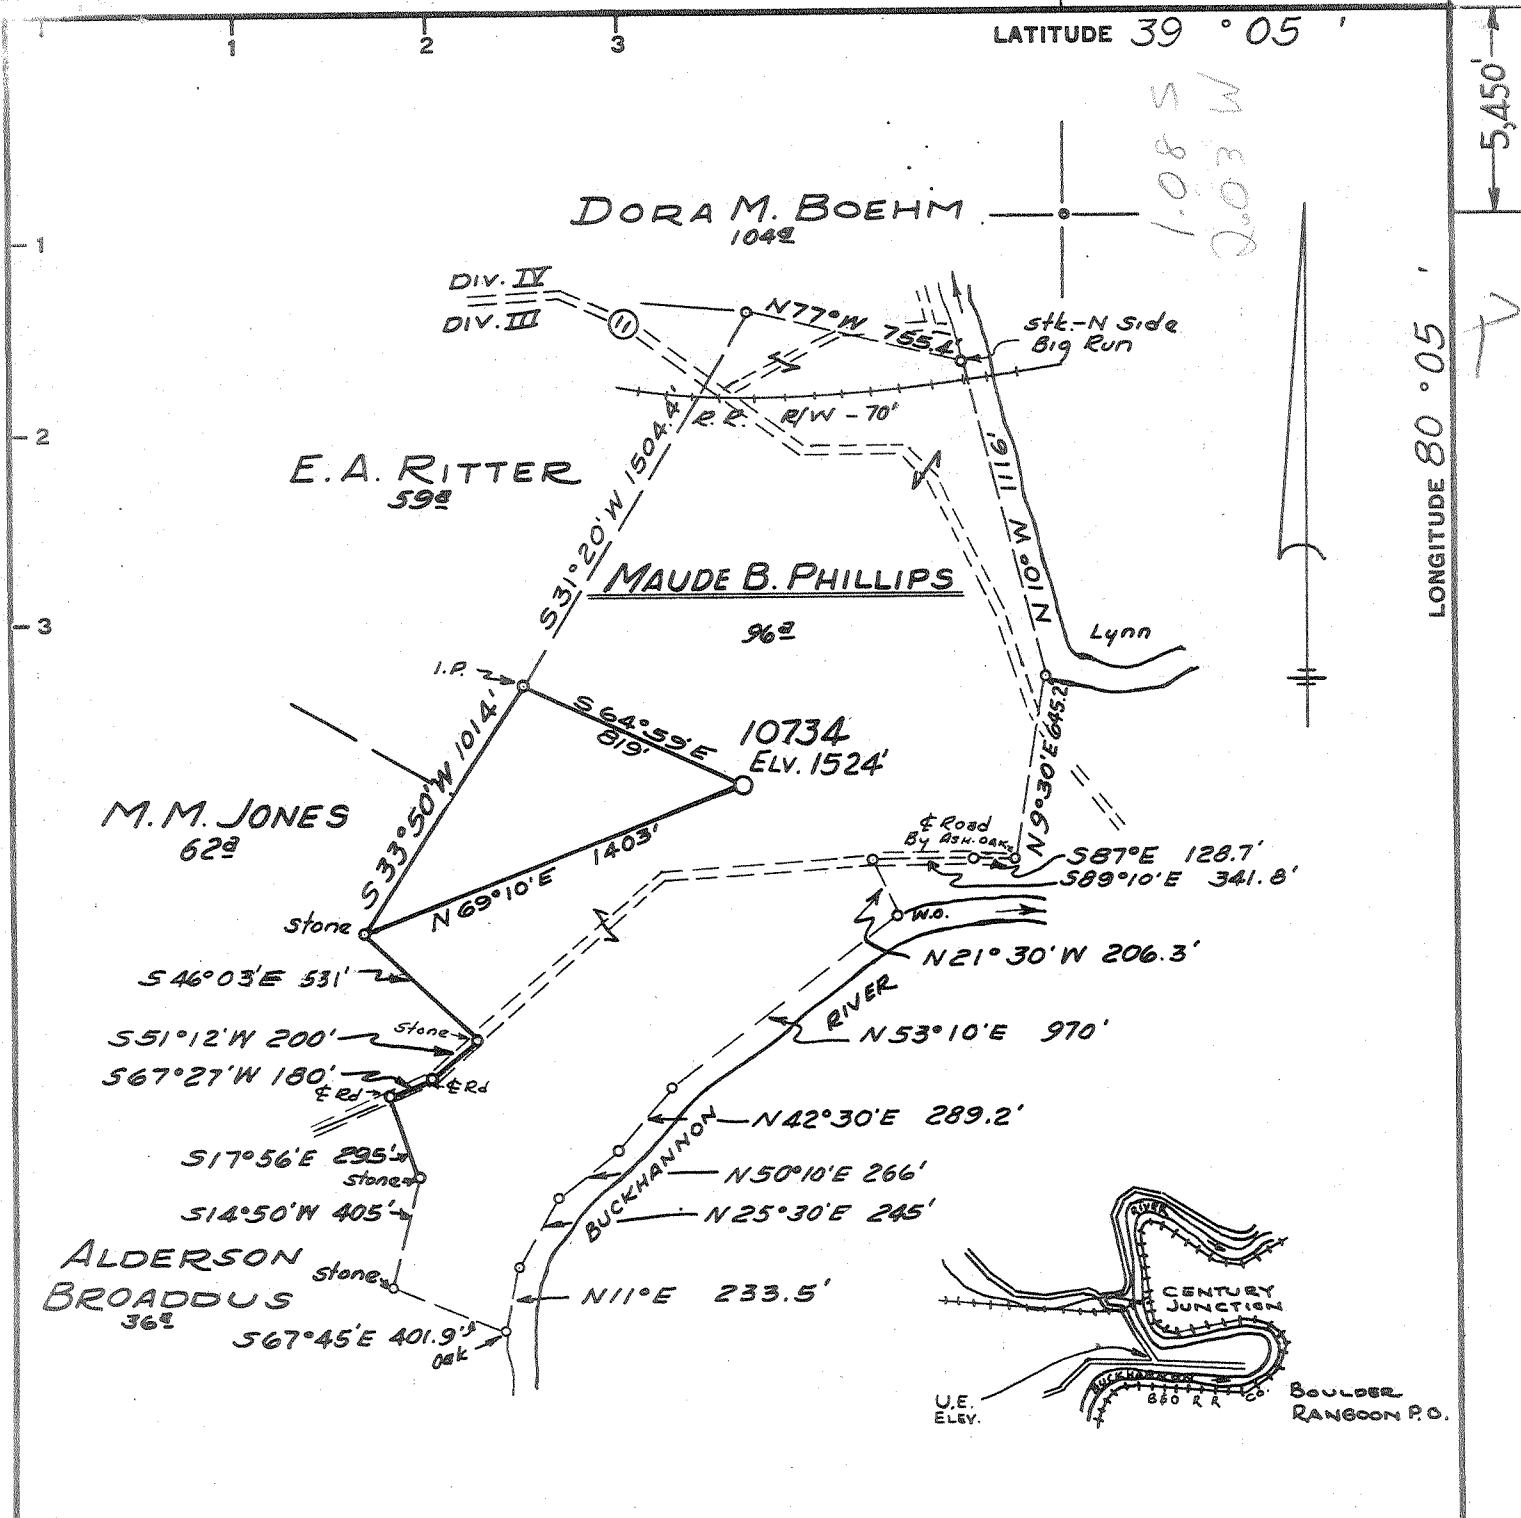 1 2 3
LATITUDE 39 ° 05 '
5,450'
1.08 S
2.03 W
DORA M. BOEHM
104a
1
DIV. IV
DIV. III
11
N77°W 755.4'
stk.-N Side
Big Run
R.R. R/W - 70'
LONGITUDE 80 ° 05 '
2
E.A. RITTER
59a
S31°20'W 1504.4'
N10°W 1116'
MAUDE B. PHILLIPS
96a
3
Lynn
I.P.
S 64°59'E
819'
10734
ELV. 1524'
S 33°50'W 1014'
N9°30'E 645.2'
M.M. JONES
62a
℄ Road
By ASH-OAKS
N 69°10'E 1403'
S87°E 128.7'
S89°10'E 341.8'
Stone
W.O.
N21°30'W 206.3'
S46°03'E 531'
BUCKHANNON RIVER
N53°10'E 970'
S51°12'W 200'
stone
S67°27'W 180'
℄ Rd
℄ Rd
N42°30'E 289.2'
S17°56'E 295'
stone
N50°10'E 266'
S14°50'W 405'
N25°30'E 245'
ALDERSON
BROADDUS
36a
Stone
N11°E 233.5'
S67°45'E 401.9'
Oak
RIVER
CENTURY
JUNCTION
BUCKHANNON
B&O R R CO.
U.E.
ELEV.
BOULDER
RANGOON P.O.